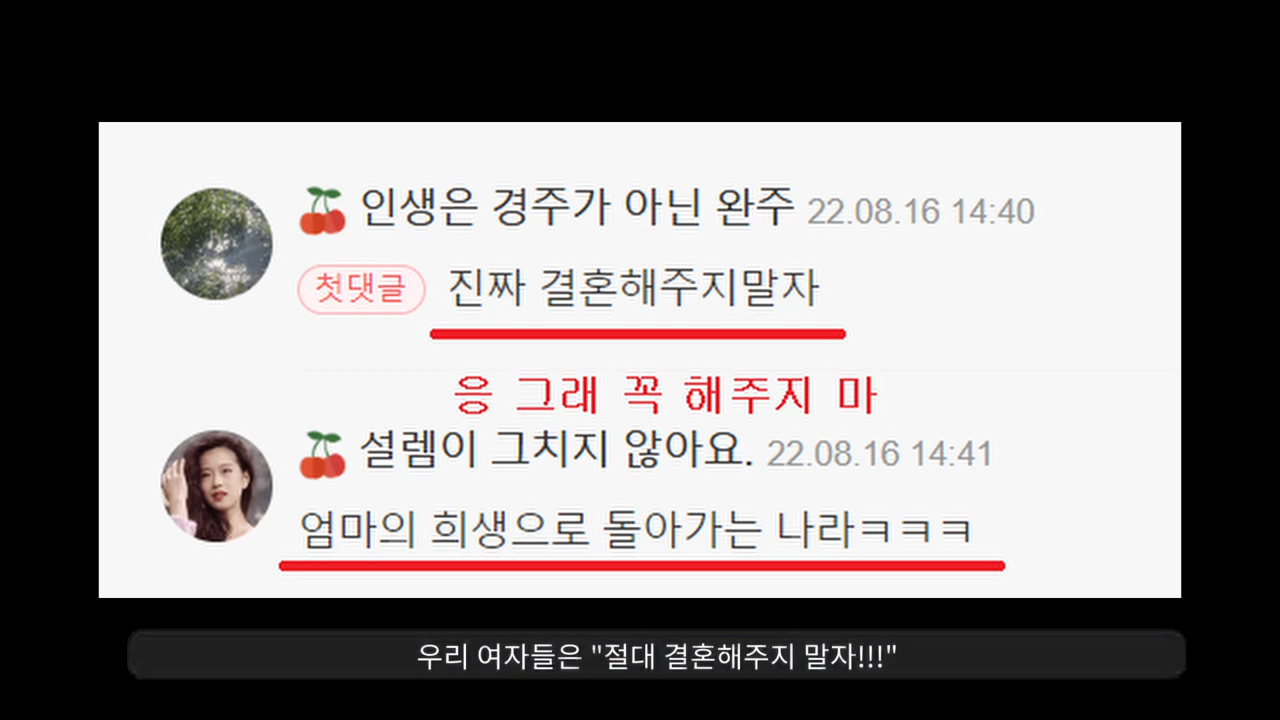 인생은 경주가 아닌 완주 22.08.16 14:40
첫댓글 진짜 결혼해주지말자
응 그래 꼭 해주지 마
설렘이 그치지 않아요. 22.08.16 14:41
엄마의 희생으로 돌아가는 나라ㅋㅋㅋ
우리 여자들은 "절대 결혼해주지 말자!!!"